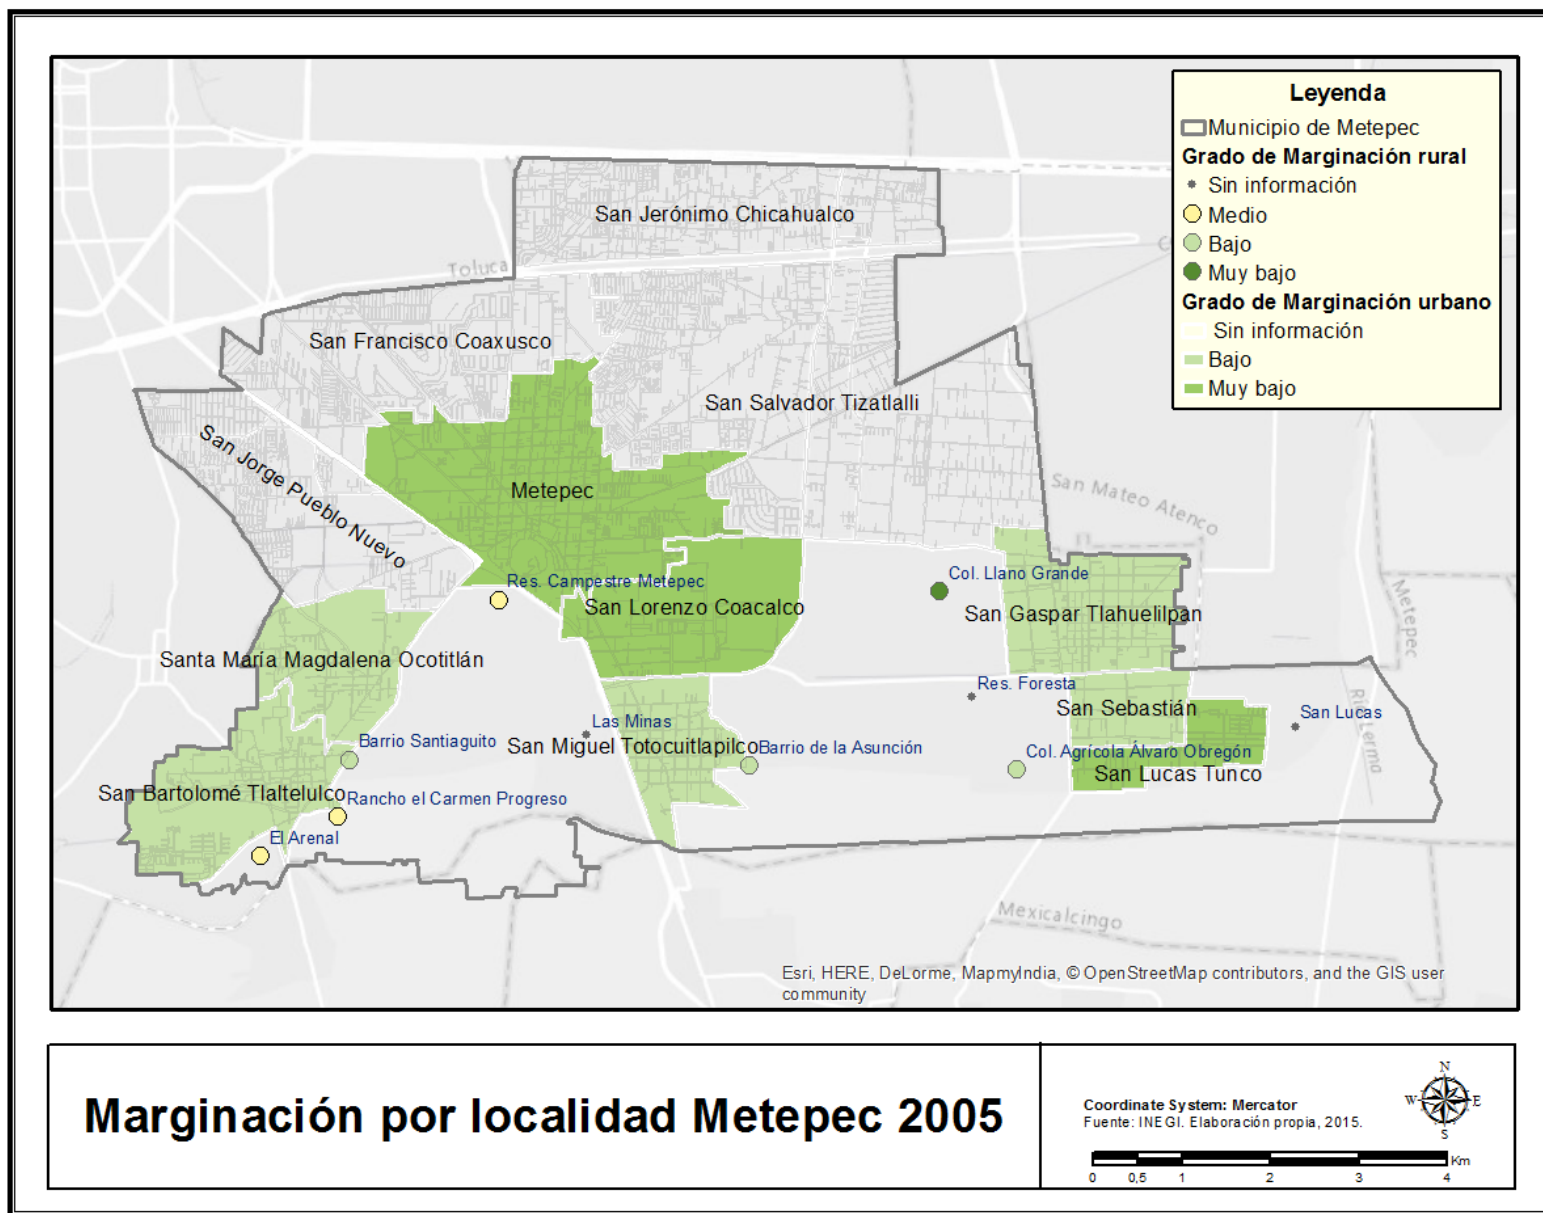 Leyenda
Municipio de Metepec
Grado de Marginación rural
Sin información
Medio
Bajo
Muy bajo
Grado de Marginación urbano
Sin información
Bajo
Muy bajo
San Jerónimo Chicahualco
Toluca
San Francisco Coaxusco
San Salvador Tizatlalli
San Jorge Pueblo Nuevo
Metepec
San Mateo Atenco
Metepec
Res. Campestre Metepec
Col. Llano Grande
San Lorenzo Coacalco
San Gaspar Tlahuelilpan
Santa María Magdalena Ocotitlán
Res. Foresta
San Sebastián
San Lucas
Río Lerma
Las Minas
Barrio Santiaguito
San Miguel Totocuitlapilco
Barrio de la Asunción
Col. Agrícola Álvaro Obregón
San Lucas Tunco
San Bartolomé Tlaltelulco
Rancho el Carmen Progreso
El Arenal
Mexicalcingo
Esri, HERE, DeLorme, MapmyIndia, © OpenStreetMap contributors, and the GIS user
community
Marginación por localidad Metepec 2005
Coordinate System: Mercator
Fuente: INEGI. Elaboración propia, 2015.
N
W
E
S
Km
0 0,5 1 2 3 4